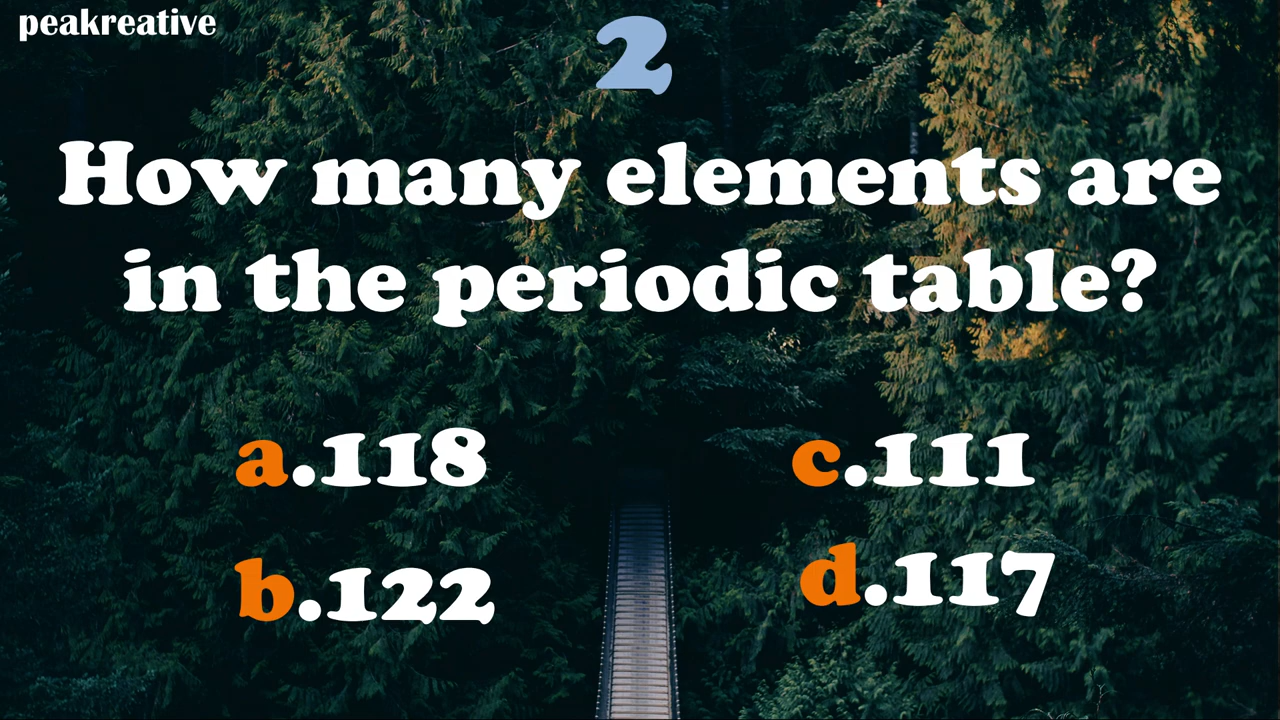 peakreative
2
How many elements are
in the periodic table?
a.118
c.111
b.122
d.117